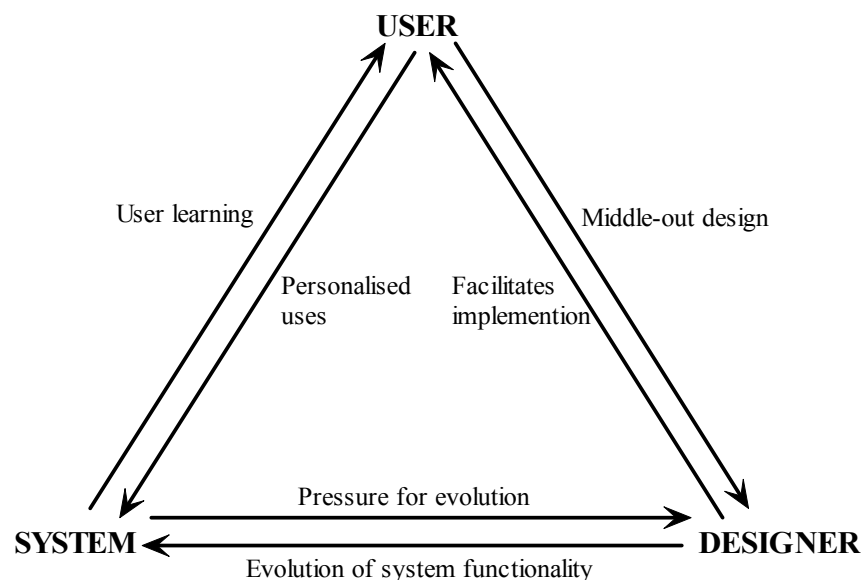 USER
User learning
Middle-out design
Personalised
uses
Facilitates
implemention
Pressure for evolution
SYSTEM
DESIGNER
Evolution of system functionality